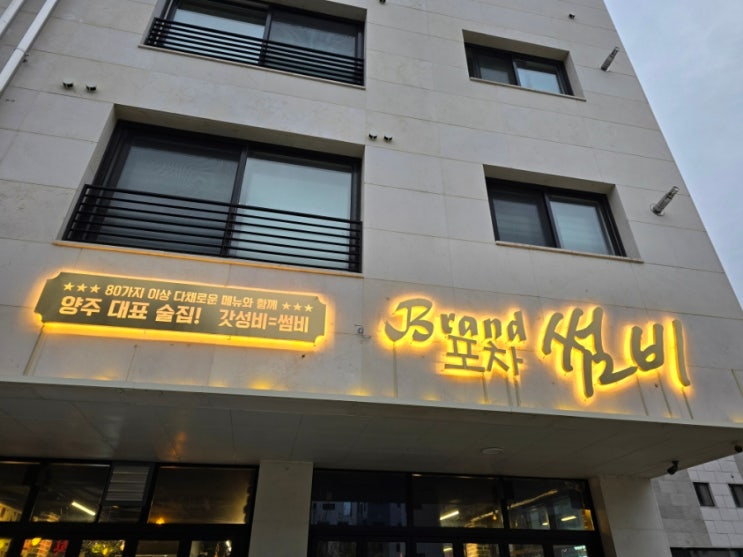 ★★★ 80가지 이상 다채로운 메뉴와 함께 ★★★
양주 대표 술집! 갓성비=썸비
Brand
포차
썸비